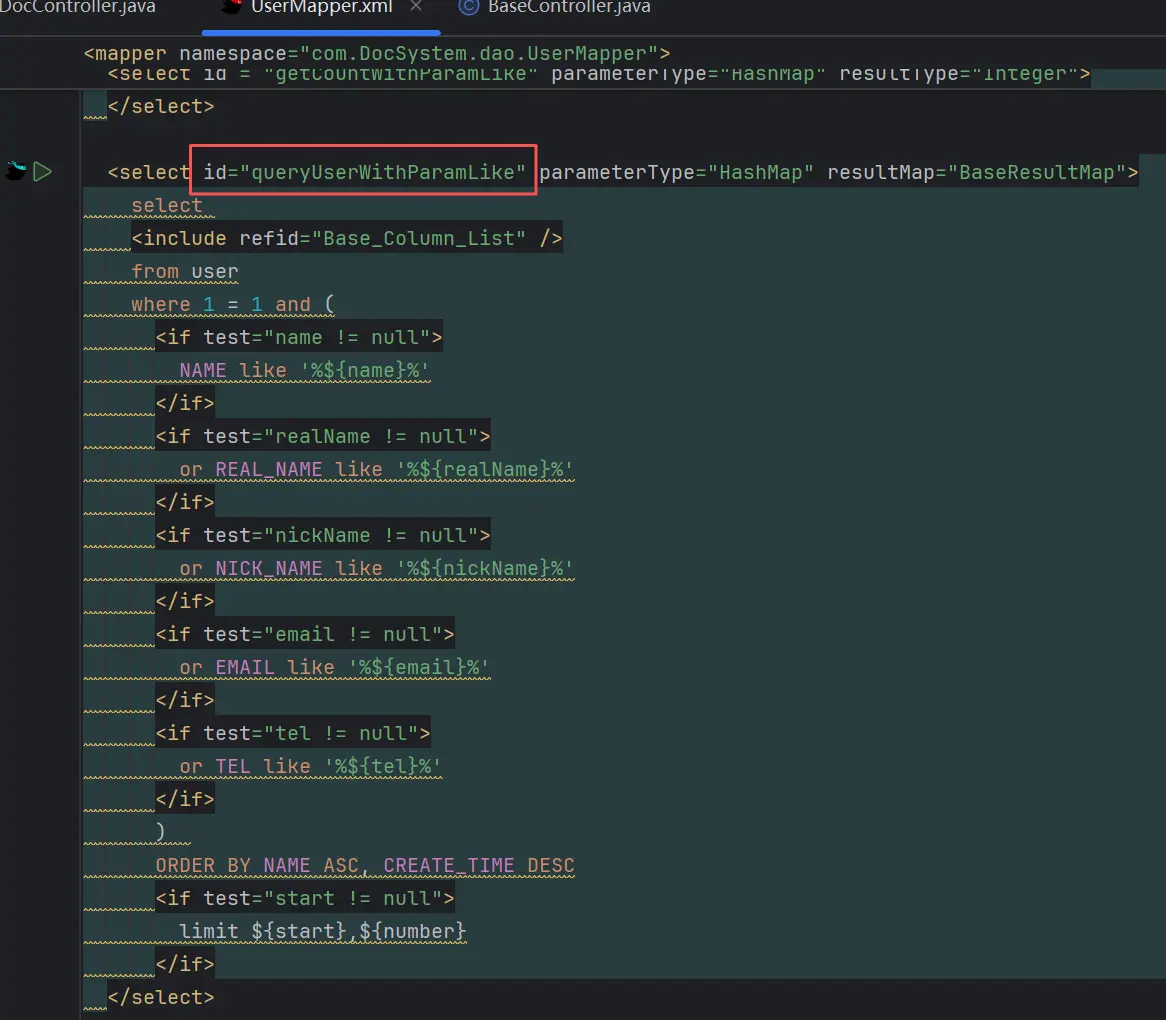 DocController.java UserMapper.xml × BaseController.java
<mapper namespace="com.DocSystem.dao.UserMapper">
<select id = "getCountWithParamLike" parameterType="HashMap" resultType="Integer">
</select>
<select id="queryUserWithParamLike" parameterType="HashMap" resultMap="BaseResultMap">
select
<include refid="Base_Column_List" />
from user
where 1 = 1 and (
<if test="name != null">
NAME like '%${name}%'
</if>
<if test="realName != null">
or REAL_NAME like '%${realName}%'
</if>
<if test="nickName != null">
or NICK_NAME like '%${nickName}%'
</if>
<if test="email != null">
or EMAIL like '%${email}%'
</if>
<if test="tel != null">
or TEL like '%${tel}%'
</if>
)
ORDER BY NAME ASC, CREATE_TIME DESC
<if test="start != null">
limit ${start},${number}
</if>
</select>